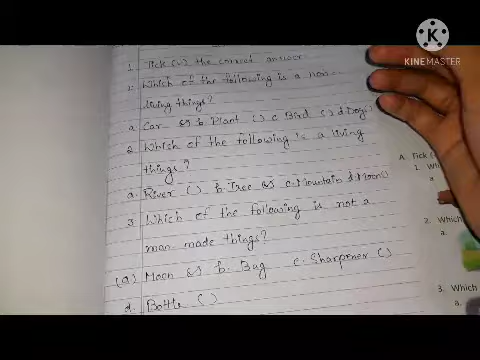 KINEMASTER
1. Tick (✓) the correct answer
1. Which of the following is a non-
living things?
a. Car ✓ b. Plant () c Bird () d Dog()
2. Which of the following is a living
things?
a. River () b. Tree ✓ c. Mountain d Moon()
3. Which of the following is not a
man made things?
(a) Moon ✓ b. Bag c. Sharpener ()
d. Bottle ()
A. Tick (
1. Wh
a.
2. Which
a.
3. Which
a.